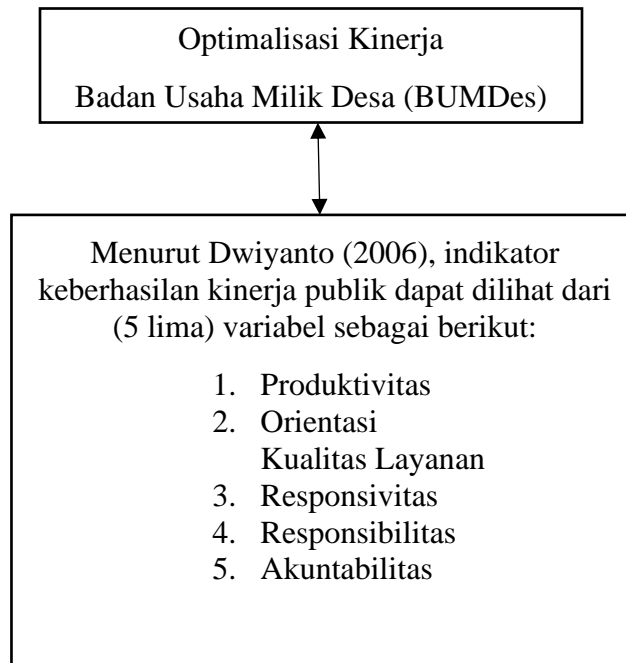 Optimalisasi Kinerja
Badan Usaha Milik Desa (BUMDes)
Menurut Dwiyanto (2006), indikator
keberhasilan kinerja publik dapat dilihat dari
(5 lima) variabel sebagai berikut:
1. Produktivitas
2. Orientasi
Kualitas Layanan
3. Responsivitas
4. Responsibilitas
5. Akuntabilitas